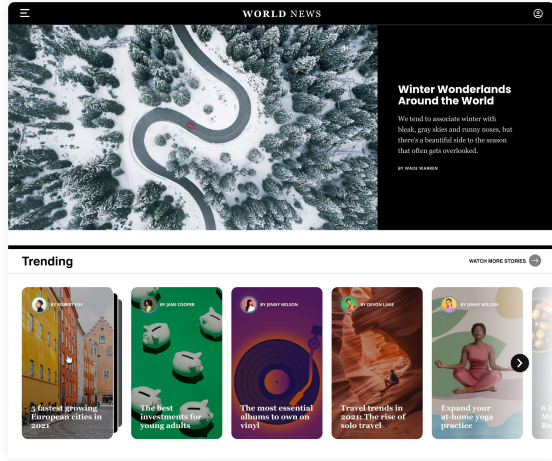 WORLD NEWS
Winter Wonderlands
Around the World
We tend to associate winter with
bleak, gray skies and runny noses, but
there's a beautiful side to the season
that often gets overlooked.
BY WADE WARREN
Trending
WATCH MORE STORIES
BY ROBERT FOX
BY JANE COOPER
BY JENNY WILSON
BY DEVON LANE
BY JENNY WILSON
5 fastest growing
European cities in
2021
The best
investments for
young adults
The most essential
albums to own on
vinyl
Travel trends in
2021: The rise of
solo travel
Expand your
at-home yoga
practice